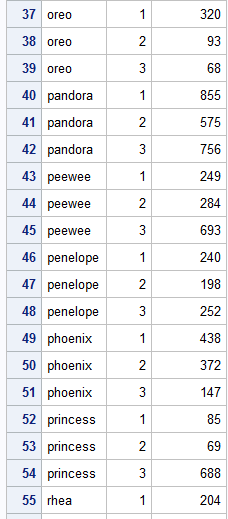 37 oreo 1 320
38 oreo 2 93
39 oreo 3 68
40 pandora 1 855
41 pandora 2 575
42 pandora 3 756
43 peewee 1 249
44 peewee 2 284
45 peewee 3 693
46 penelope 1 240
47 penelope 2 198
48 penelope 3 252
49 phoenix 1 438
50 phoenix 2 372
51 phoenix 3 147
52 princess 1 85
53 princess 2 69
54 princess 3 688
55 rhea 1 204